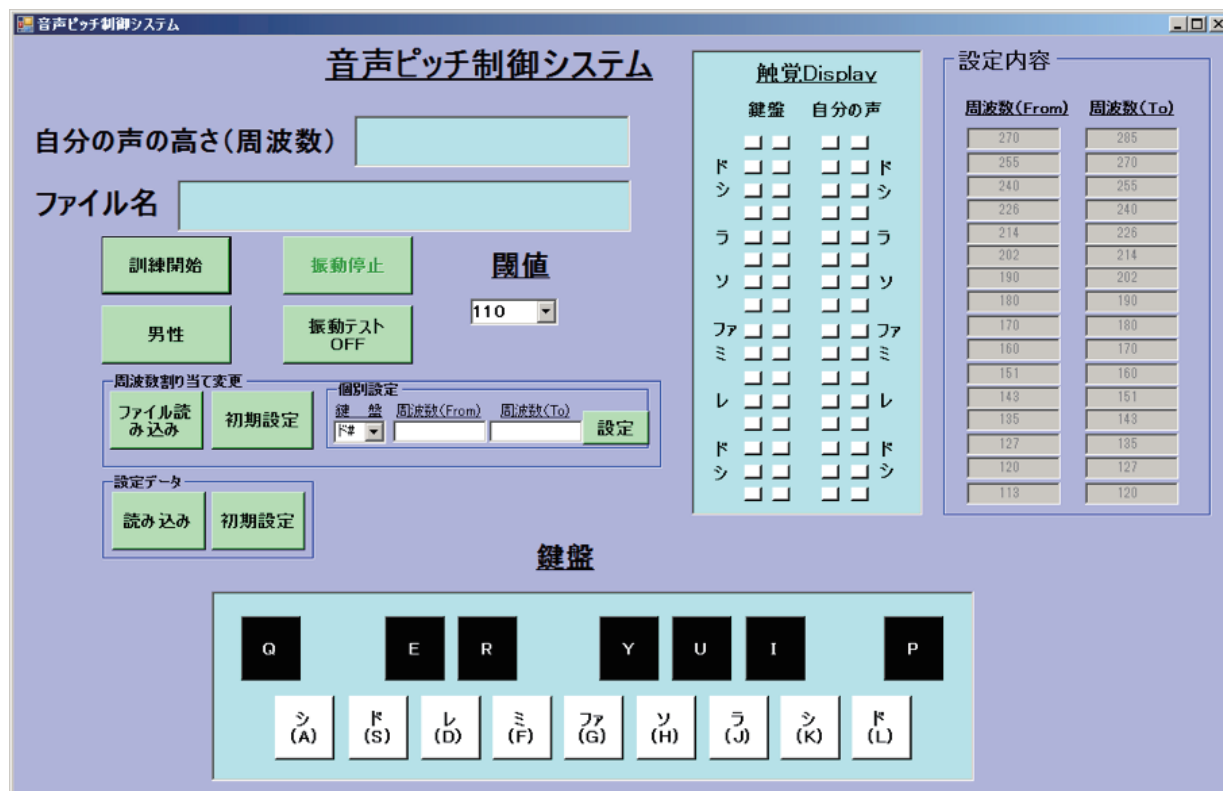 音声ピッチ制御システム
音声ピッチ制御システム
自分の声の高さ(周波数)
ファイル名
訓練開始
振動停止
閾値
110
男性
振動テスト
OFF
周波数割り当て変更
ファイル読
み込み
初期設定
個別設定
鍵 盤 周波数(From) 周波数(To)
ド#
設定
設定データ
読み込み
初期設定
触覚Display
鍵盤 自分の声
ド ド
シ シ
ラ ラ
ソ ソ
ファ ファ
ミ ミ
レ レ
ド ド
シ シ
設定内容
周波数(From) 周波数(To)
270 285
255 270
240 255
226 240
214 226
202 214
190 202
180 190
170 180
160 170
151 160
143 151
135 143
127 135
120 127
113 120
鍵盤
Q E R Y U I P
シ ド レ ミ ファ ソ ラ シ ド
(A) (S) (D) (F) (G) (H) (J) (K) (L)